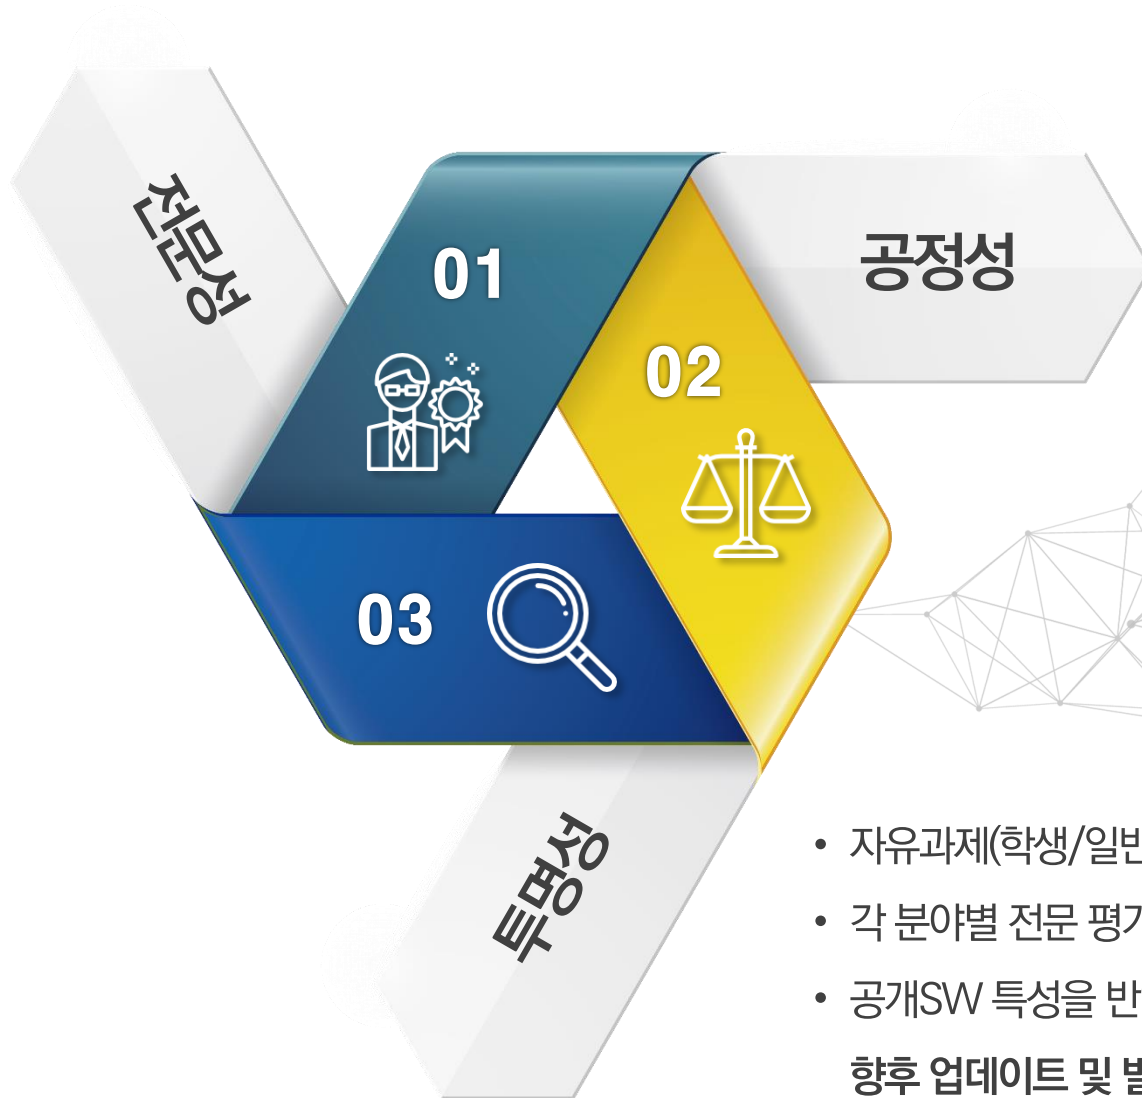 전문성
01
공정성
02
03
투명성
• 자유과제(학생/일반
• 각 분야별 전문 평가
• 공개SW 특성을 반
향후 업데이트 및